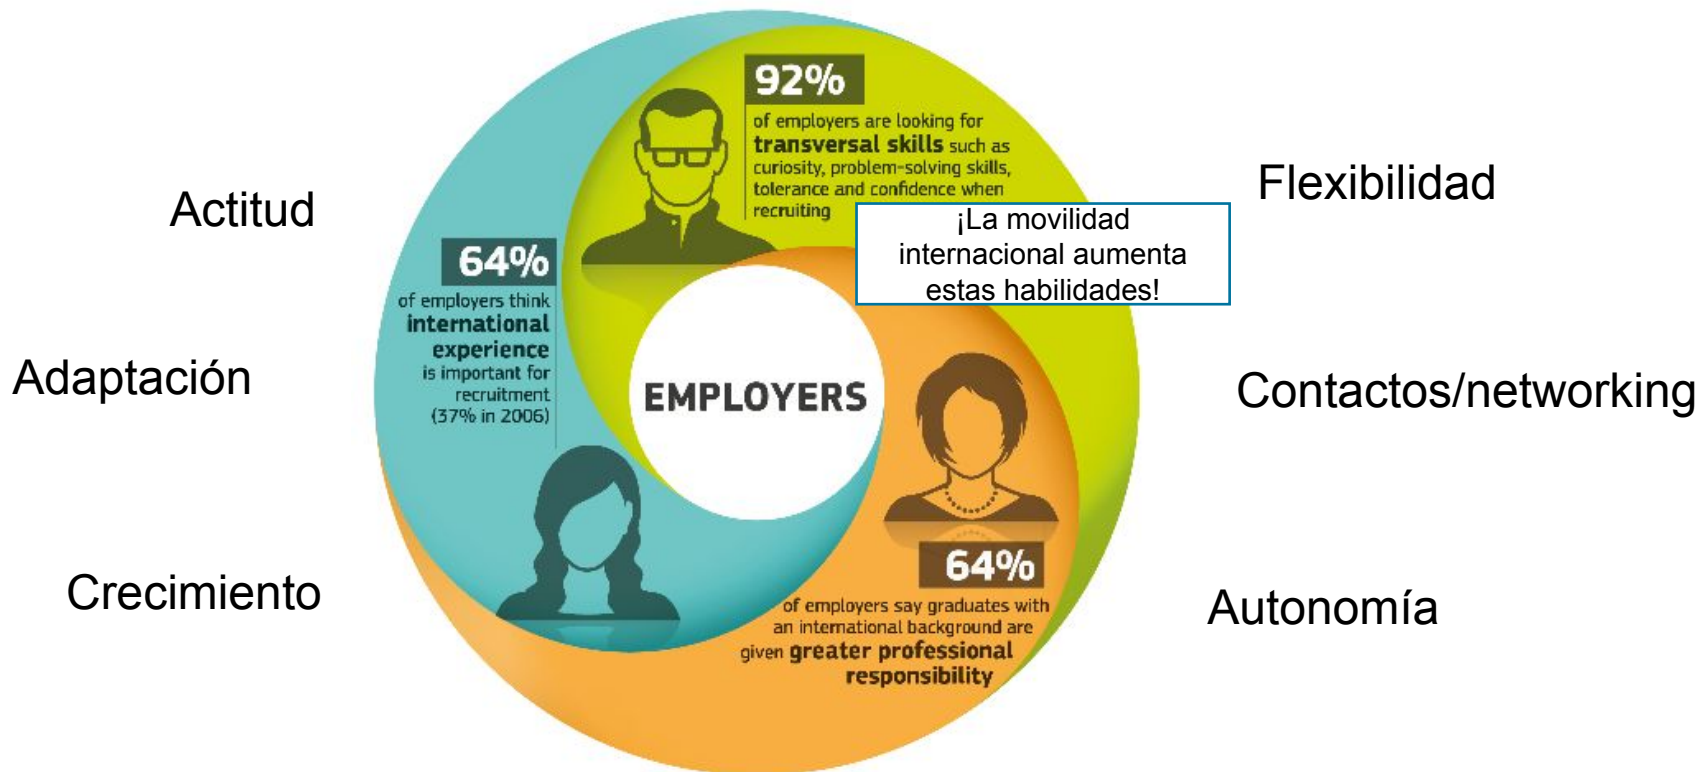 92%
of employers are looking for
transversal skills such as
curiosity, problem-solving skills,
tolerance and confidence when
recruiting
¡La movilidad
internacional aumenta
estas habilidades!
Actitud
Adaptación
Crecimiento
64%
of employers think
international
experience
is important for
recruitment
(37% in 2006)
EMPLOYERS
64%
of employers say graduates with
an international background are
given greater professional
responsibility
Flexibilidad
Contactos/networking
Autonomía